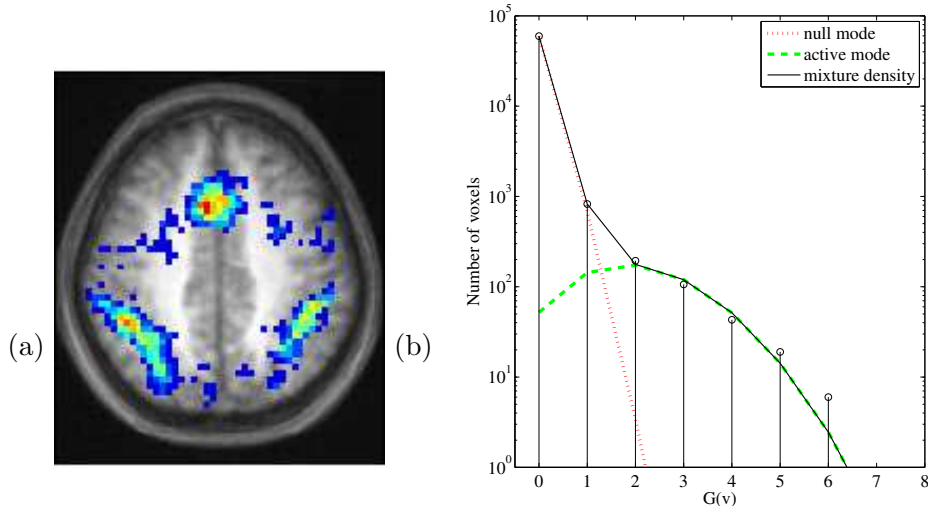 (a)
(b)
Number of voxels
10^5
10^4
10^3
10^2
10^1
10^0
null mode
active mode
mixture density
0 1 2 3 4 5 6 7 8
G(v)